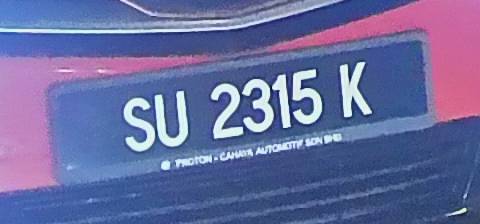 SU 2315 K
PROTON - CAHAYA AUTOMOTIF SDN BHD